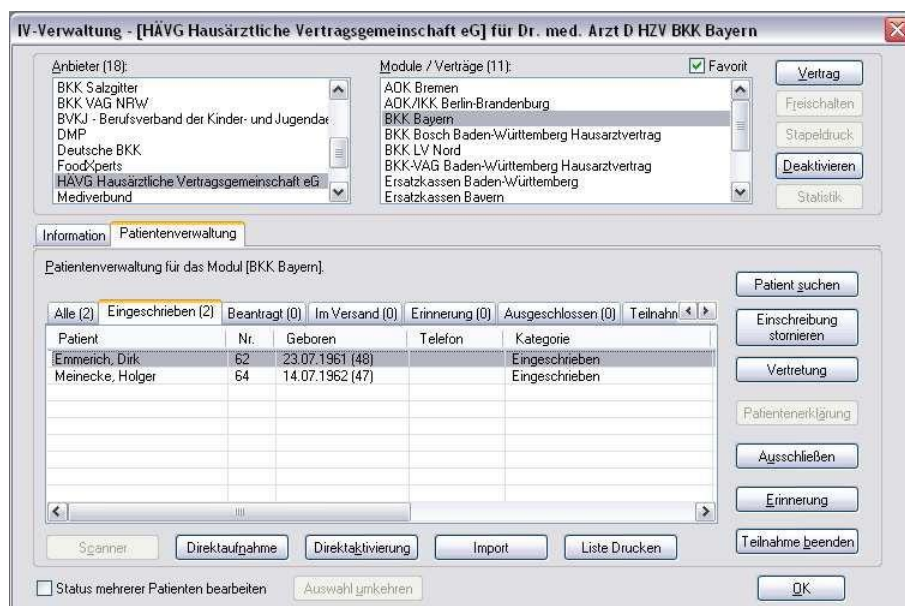 IV-Verwaltung - [HÄVG Hausärztliche Vertragsgemeinschaft eG] für Dr. med. Arzt D HZV BKK Bayern
Anbieter (18):
BKK Salzgitter
BKK VAG NRW
BVKJ - Berufsverband der Kinder- und Jugendae
DMP
Deutsche BKK
FoodXperts
HÄVG Hausärztliche Vertragsgemeinschaft eG
Mediverbund
Module / Verträge (11):
Favorit
AOK Bremen
AOK/IKK Berlin-Brandenburg
BKK Bayern
BKK Bosch Baden-Württemberg Hausarztvertrag
BKK LV Nord
BKK-VAG Baden-Württemberg Hausarztvertrag
Ersatzkassen Baden-Württemberg
Ersatzkassen Bayern
Vertrag
Freischalten
Stapeldruck
Deaktivieren
Statistik
Information Patientenverwaltung
Patientenverwaltung für das Modul [BKK Bayern].
Alle (2) Eingeschrieben (2) Beantragt (0) Im Versand (0) Erinnerung (0) Ausgeschlossen (0) Teilnahm
Patient Nr. Geboren Telefon Kategorie
Emmerich, Dirk 62 23.07.1961 (48) Eingeschrieben
Meinecke, Holger 64 14.07.1962 (47) Eingeschrieben
Patient suchen
Einschreibung
stornieren
Vertretung
Patientenerklärung
Ausschließen
Erinnerung
Teilnahme beenden
Scanner Direktaufnahme Direktaktivierung Import Liste Drucken
Status mehrerer Patienten bearbeiten Auswahl umkehren OK